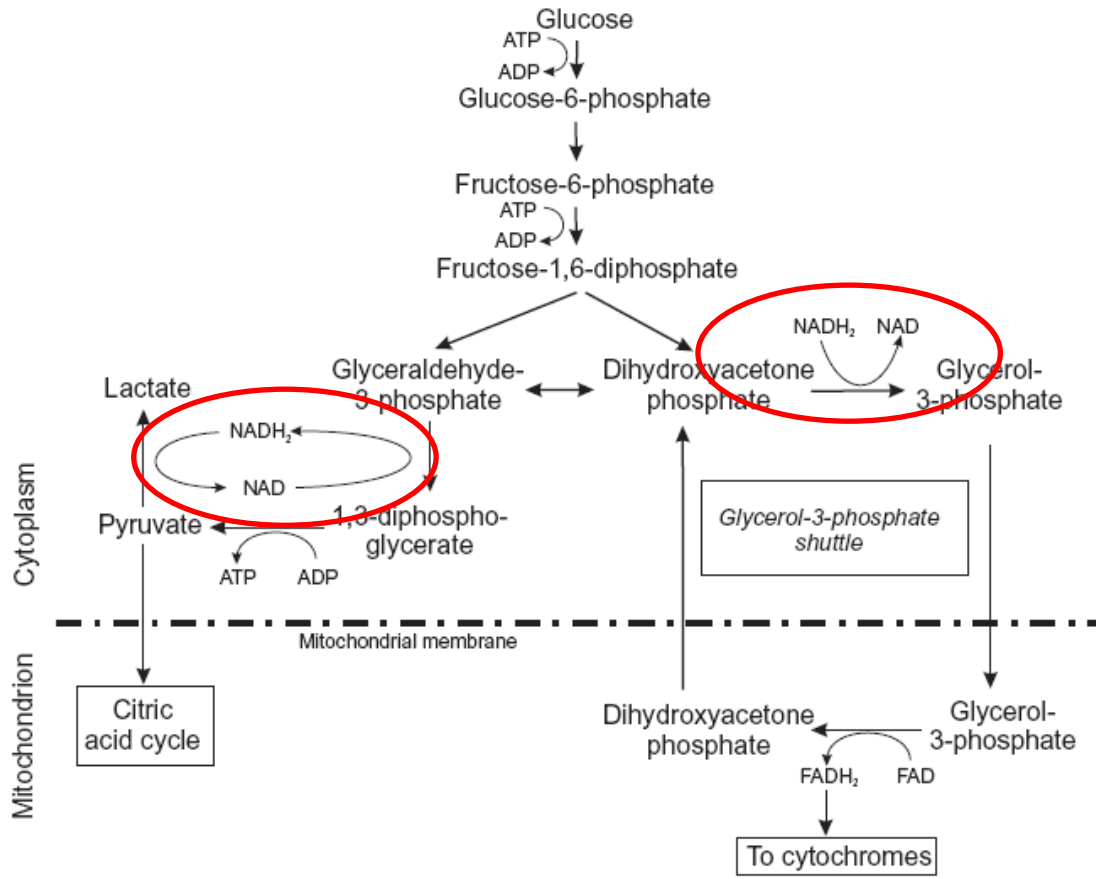 Glucose
ATP
ADP
Glucose-6-phosphate
Fructose-6-phosphate
ATP
ADP
Fructose-1,6-diphosphate
NADH₂ NAD
Lactate
Glyceraldehyde-
3-phosphate
Dihydroxyacetone
phosphate
Glycerol-
3-phosphate
NADH₂
NAD
Pyruvate
1,3-diphospho-
glycerate
ATP ADP
Glycerol-3-phosphate
shuttle
Cytoplasm
Mitochondrial membrane
Mitochondrion
Citric
acid cycle
Dihydroxyacetone
phosphate
Glycerol-
3-phosphate
FADH₂ FAD
To cytochromes